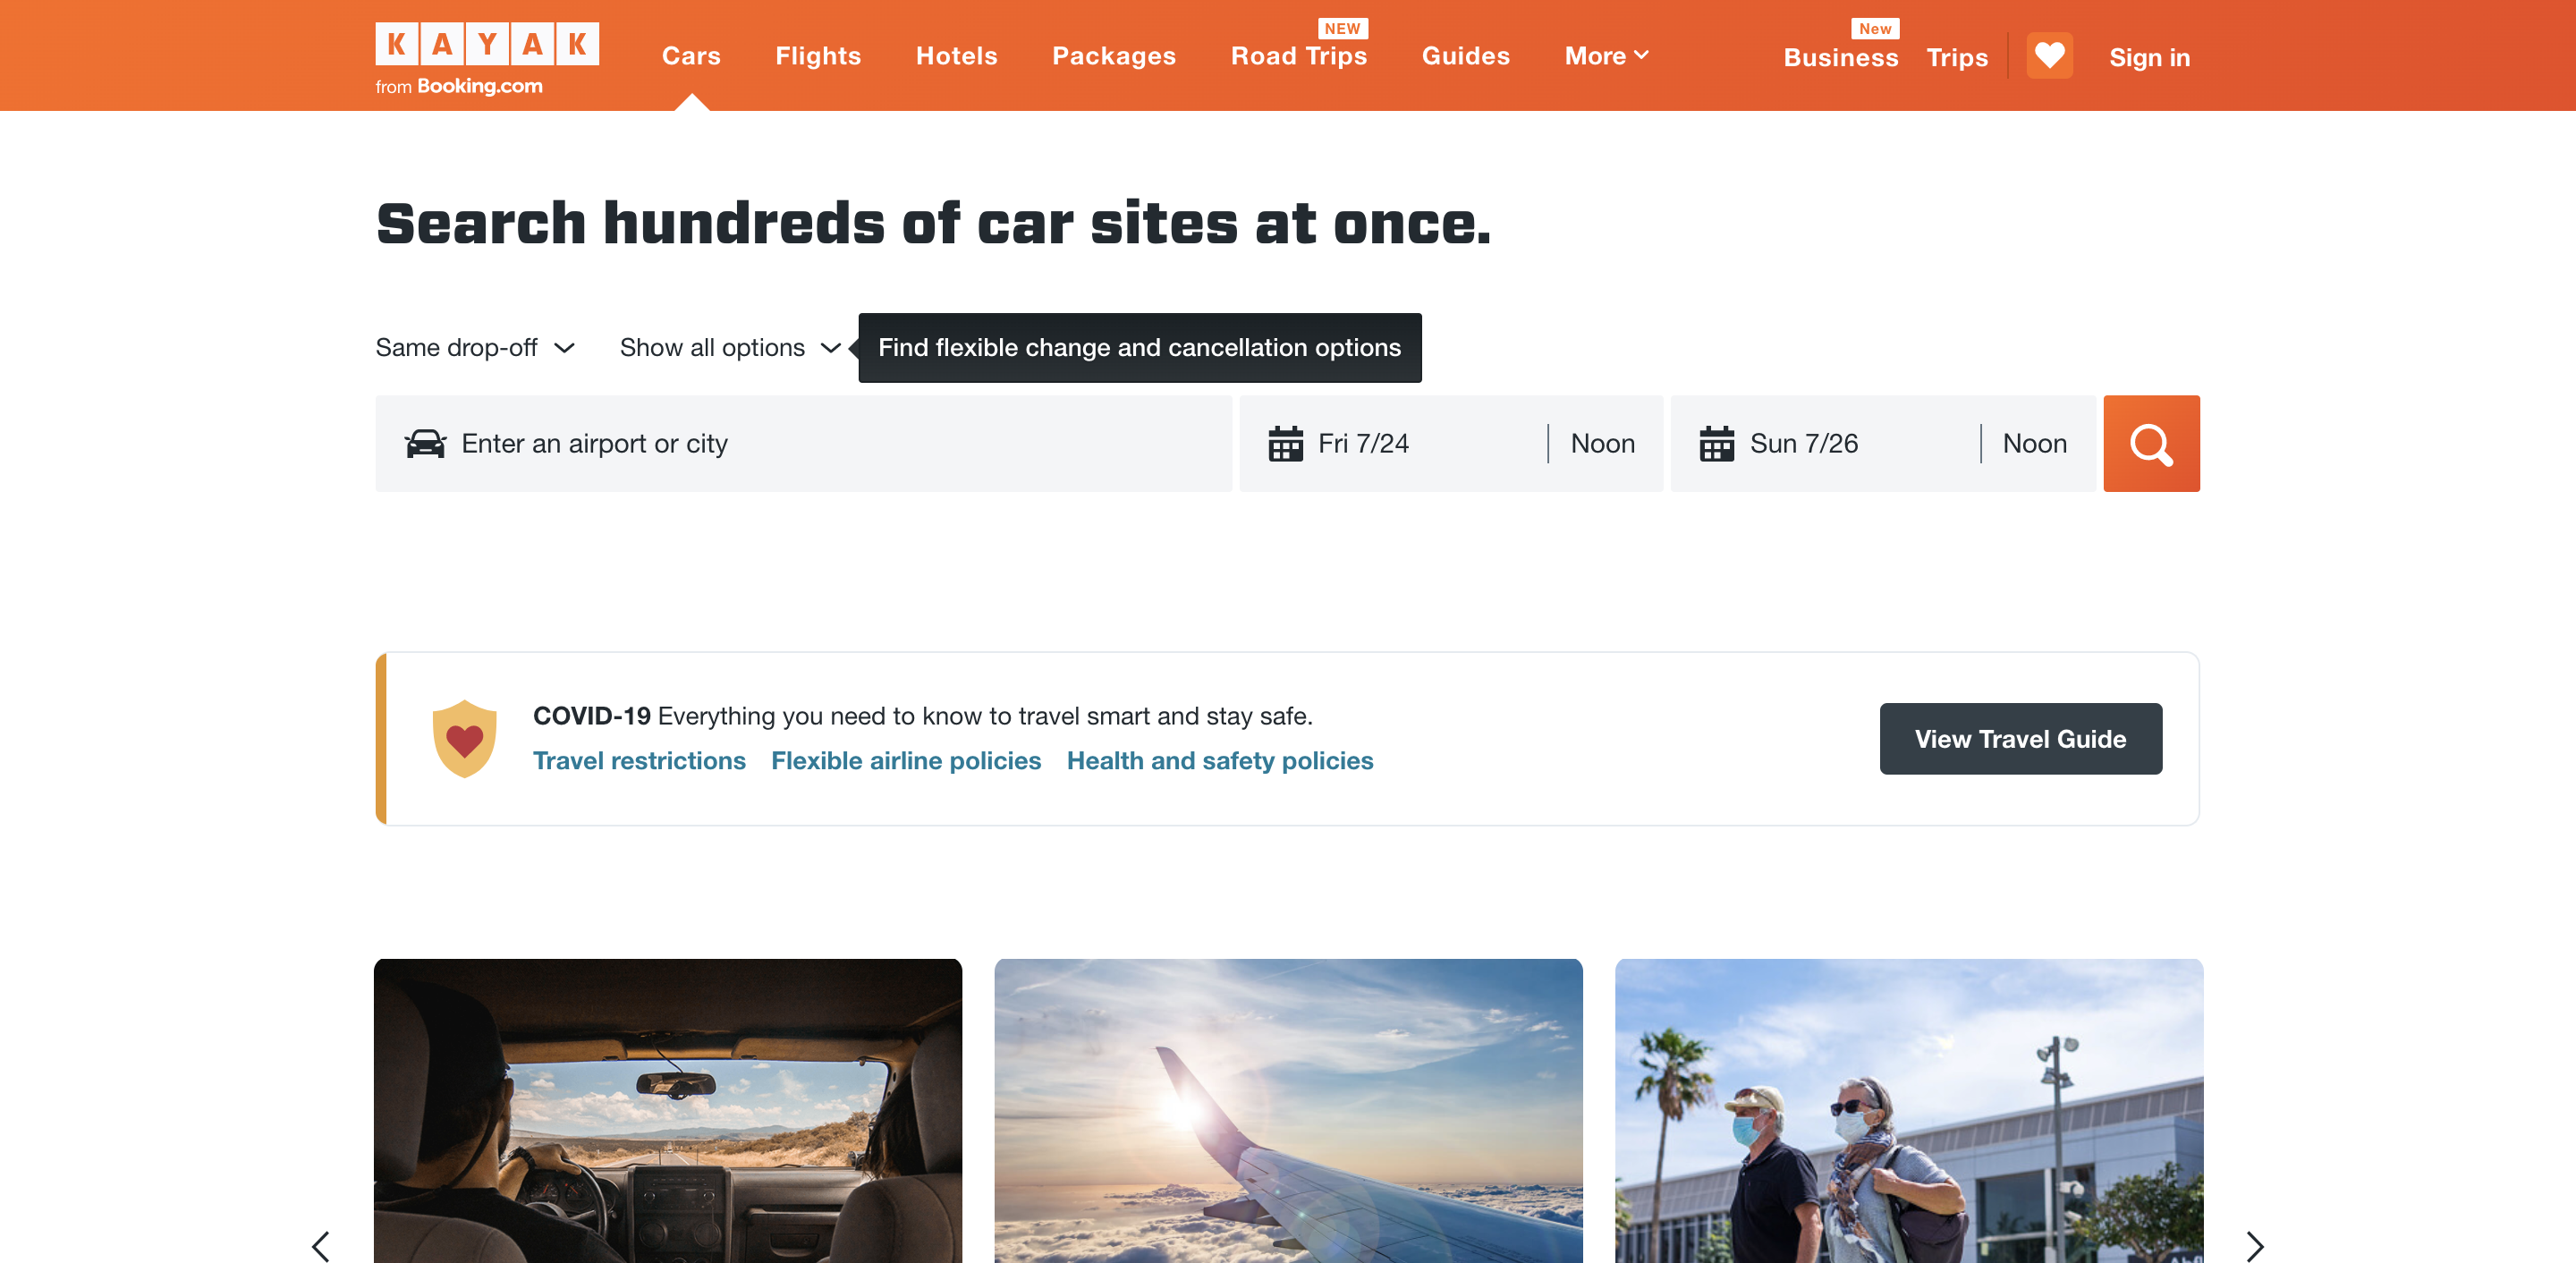 KAYAK
from Booking.com
Cars
Flights
Hotels
Packages
NEW
Road Trips
Guides
More
New
Business
Trips
Sign in
Search hundreds of car sites at once.
Same drop-off
Show all options
Find flexible change and cancellation options
Enter an airport or city
Fri 7/24
Noon
Sun 7/26
Noon
COVID-19 Everything you need to know to travel smart and stay safe.
Travel restrictions
Flexible airline policies
Health and safety policies
View Travel Guide